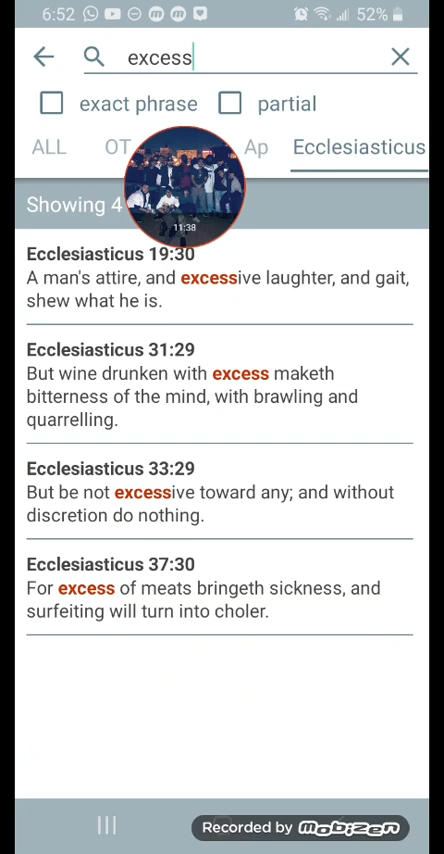 6:52 52%
excess
exact phrase partial
ALL OT Ap Ecclesiasticus
Showing 4
11:38
Ecclesiasticus 19:30
A man's attire, and excessive laughter, and gait,
shew what he is.
Ecclesiasticus 31:29
But wine drunken with excess maketh
bitterness of the mind, with brawling and
quarrelling.
Ecclesiasticus 33:29
But be not excessive toward any; and without
discretion do nothing.
Ecclesiasticus 37:30
For excess of meats bringeth sickness, and
surfeiting will turn into choler.
Recorded by Mobizen